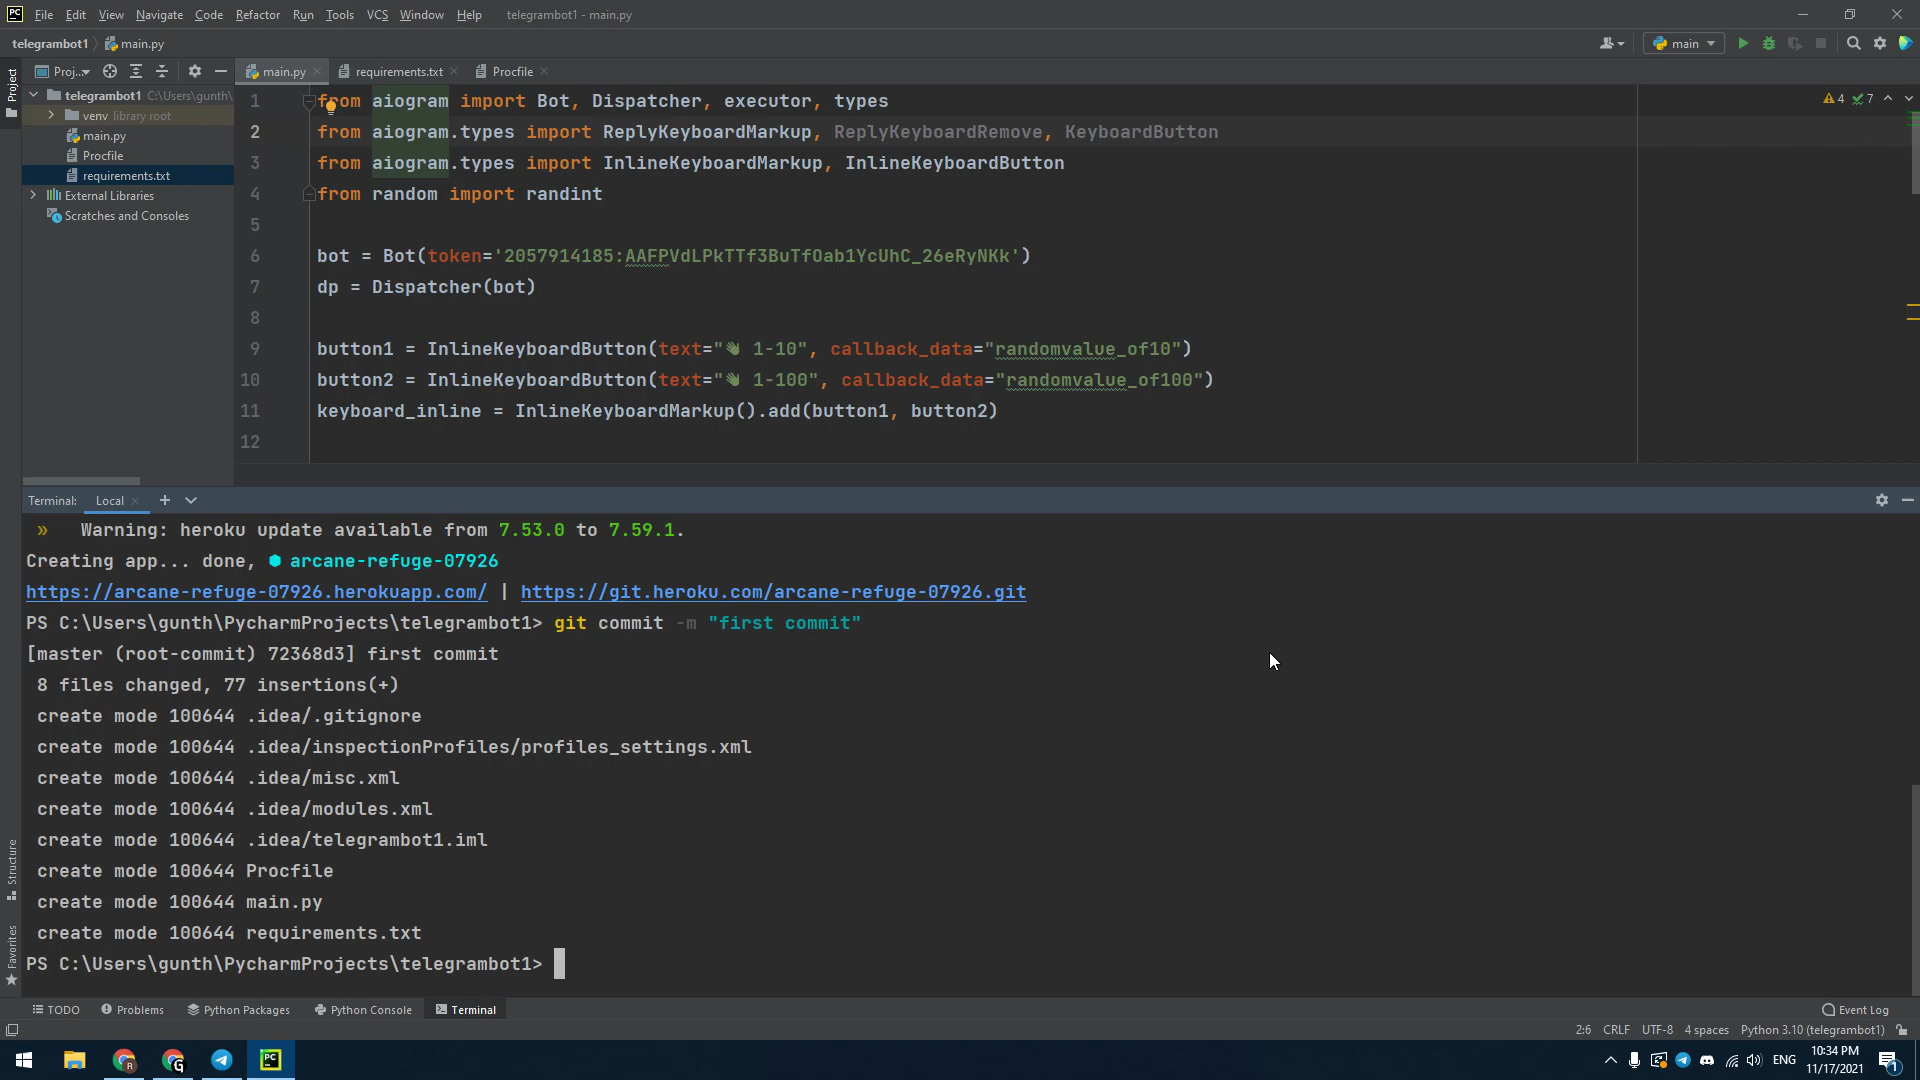 File Edit View Navigate Code Refactor Run Tools VCS Window Help telegrambot1 - main.py
telegrambot1 main.py
main
Project
Proj...
main.py
requirements.txt
Procfile
telegrambot1 C:\Users\gunth\
venv library root
main.py
Procfile
requirements.txt
External Libraries
Scratches and Consoles
4 7
1 from aiogram import Bot, Dispatcher, executor, types
2 from aiogram.types import ReplyKeyboardMarkup, ReplyKeyboardRemove, KeyboardButton
3 from aiogram.types import InlineKeyboardMarkup, InlineKeyboardButton
4 from random import randint
5
6 bot = Bot(token='2057914185:AAFPVdLPkTTf3BuTfOab1YcUhC_26eRyNKk')
7 dp = Dispatcher(bot)
8
9 button1 = InlineKeyboardButton(text="👋 1-10", callback_data="randomvalue_of10")
10 button2 = InlineKeyboardButton(text="👋 1-100", callback_data="randomvalue_of100")
11 keyboard_inline = InlineKeyboardMarkup().add(button1, button2)
12
Terminal: Local
» Warning: heroku update available from 7.53.0 to 7.59.1.
Creating app... done, ⬢ arcane-refuge-07926
https://arcane-refuge-07926.herokuapp.com/ | https://git.heroku.com/arcane-refuge-07926.git
PS C:\Users\gunth\PycharmProjects\telegrambot1> git commit -m "first commit"
[master (root-commit) 72368d3] first commit
8 files changed, 77 insertions(+)
create mode 100644 .idea/.gitignore
create mode 100644 .idea/inspectionProfiles/profiles_settings.xml
create mode 100644 .idea/misc.xml
create mode 100644 .idea/modules.xml
create mode 100644 .idea/telegrambot1.iml
create mode 100644 Procfile
create mode 100644 main.py
create mode 100644 requirements.txt
PS C:\Users\gunth\PycharmProjects\telegrambot1>
Structure
Favorites
TODO Problems Python Packages Python Console Terminal Event Log
2:6 CRLF UTF-8 4 spaces Python 3.10 (telegrambot1)
ENG
10:34 PM
11/17/2021
1